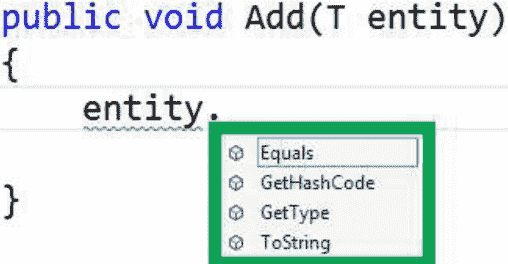 public void Add(T entity)
{
entity.
Equals
GetHashCode
GetType
ToString
}